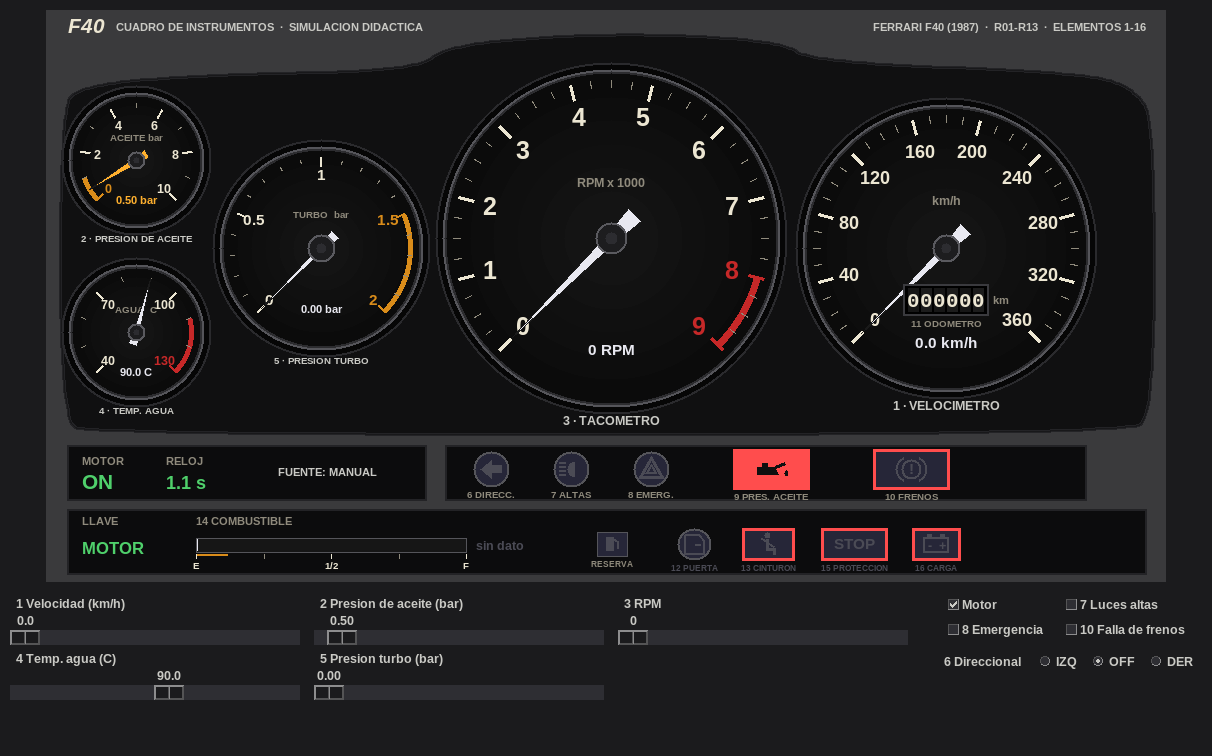 F40 CUADRO DE INSTRUMENTOS · SIMULACION DIDACTICA
FERRARI F40 (1987) · R01-R13 · ELEMENTOS 1-16
0 2 4 6 8 10
ACEITE bar
0.50 bar
2 · PRESION DE ACEITE
40 70 100 130
90.0 C
4 · TEMP. AGUA
0 0.5 1 1.5 2
TURBO bar
0.00 bar
5 · PRESION TURBO
0 1 2 3 4 5 6 7 8 9
RPM x 1000
0 RPM
3 · TACOMETRO
0 40 80 120 160 200 240 280 320 360
km/h
000000 km
11 ODOMETRO
0.0 km/h
1 · VELOCIMETRO
MOTOR
ON
RELOJ
1.1 s
FUENTE: MANUAL
6 DIRECC.
7 ALTAS
8 EMERG.
9 PRES. ACEITE
10 FRENOS
LLAVE
MOTOR
14 COMBUSTIBLE
E 1/2 F
sin dato
RESERVA
12 PUERTA
13 CINTURON
STOP
15 PROTECCION
16 CARGA
1 Velocidad (km/h)
0.0
2 Presion de aceite (bar)
0.50
3 RPM
0
4 Temp. agua (C)
90.0
5 Presion turbo (bar)
0.00
Motor
7 Luces altas
8 Emergencia
10 Falla de frenos
6 Direccional IZQ OFF DER